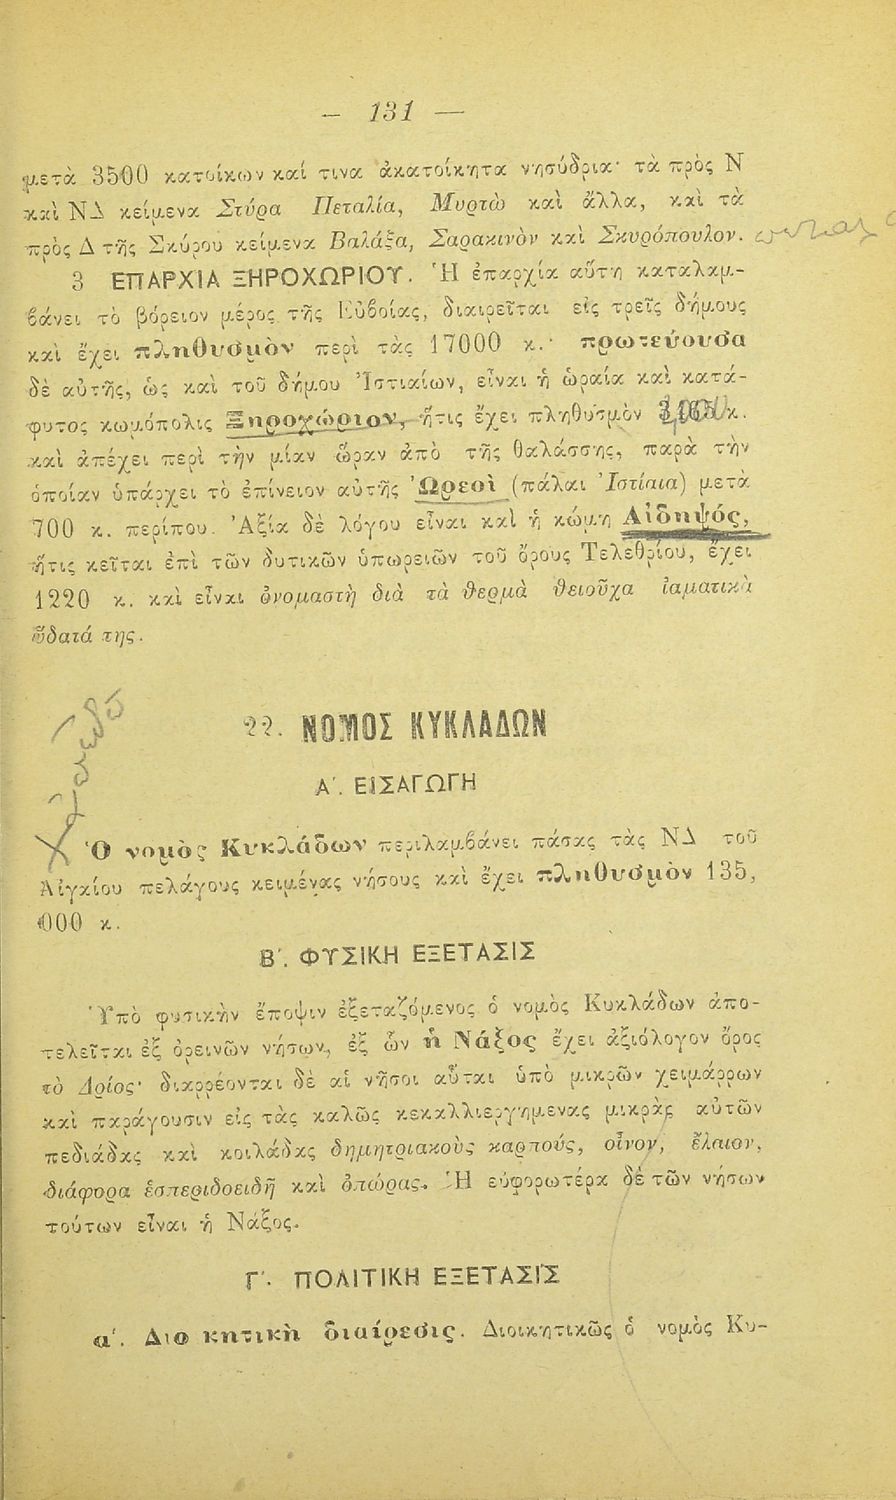 — 131 —
μετὰ 3500 κατοίκων καί τινα ἀκατοίκητα νησύδρια· τὰ πρὸς Ν
καὶ ΝΔ κείμενα Στύρα Πεταλία, Μυρτὼ καὶ ἄλλα, καὶ τὰ
πρὸς Δ τῆς Σκύρου κείμενα Βαλάξα, Σαρακινὸν καὶ Σκυρόπουλον.
3 ΕΠΑΡΧΙΑ ΞΗΡΟΧΩΡΙΟΥ. Ἡ ἐπαρχία αὕτη καταλαμ-
βάνει τὸ βόρειον μέρος τῆς Εὐβοίας, διαιρεῖται εἰς τρεῖς δήμους
καὶ ἔχει πληθυσμὸν περὶ τὰς 17000 κ.· πρωτεύουσα
δὲ αὐτῆς, ὡς καὶ τοῦ δήμου Ἰστιαίων, εἶναι ἡ ὡραία καὶ κατά-
φυτος κωμόπολις Ξηροχώριον, ἥτις ἔχει πληθυσμὸν κ.
καὶ ἀπέχει περὶ τὴν μίαν ὥραν ἀπὸ τῆς θαλάσσης, παρὰ τὴν
ὁποίαν ὑπάρχει τὸ ἐπίνειον αὐτῆς Ὠρεοὶ (πάλαι Ἱστίαια) μετὰ
700 κ. περίπου. Ἀξία δὲ λόγου εἶναι καὶ ἡ κώμη Αἰδηψός,
ἥτις κεῖται ἐπὶ τῶν δυτικῶν ὑπωρειῶν τοῦ ὄρους Τελεθρίου, ἔχει
1220 κ. καὶ εἶναι ὀνομαστὴ διὰ τὰ θερμὰ θειοῦχα ἰαματικὰ
ὕδατά της.
22. ΝΟΜΟΣ ΚΥΚΛΑΔΩΝ
Α΄. ΕΙΣΑΓΩΓΗ
Ὁ νομὸς Κυκλάδων περιλαμβάνει πάσας τὰς ΝΔ τοῦ
Αἰγαίου πελάγους κειμένας νήσους καὶ ἔχει πληθυσμὸν 135,
000 κ.
Β΄. ΦΥΣΙΚΗ ΕΞΕΤΑΣΙΣ
Ὑπὸ φυσικὴν ἔποψιν ἐξεταζόμενος ὁ νομὸς Κυκλάδων ἀπο-
τελεῖται ἐξ ὀρεινῶν νήσων, ἐξ ὧν ἡ Νάξος ἔχει ἀξιόλογον ὄρος
τὸ Δρίος· διαρρέονται δὲ αἱ νῆσοι αὗται ὑπὸ μικρῶν χειμάρρων
καὶ παράγουσιν εἰς τὰς καλῶς κεκαλλιεργημένας μικρὰς αὐτῶν
πεδιάδας καὶ κοιλάδας δημητριακοὺς καρπούς, οἶνον, ἔλαιον,
διάφορα ἑσπεριδοειδῆ καὶ ὀπώρας. Ἡ εὐφορωτέρα δὲ τῶν νήσων
τούτων εἶναι ἡ Νάξος.
Γ΄. ΠΟΛΙΤΙΚΗ ΕΞΕΤΑΣΙΣ
α΄. Διοικητικὴ διαίρεσις. Διοικητικῶς ὁ νομὸς Κυ-